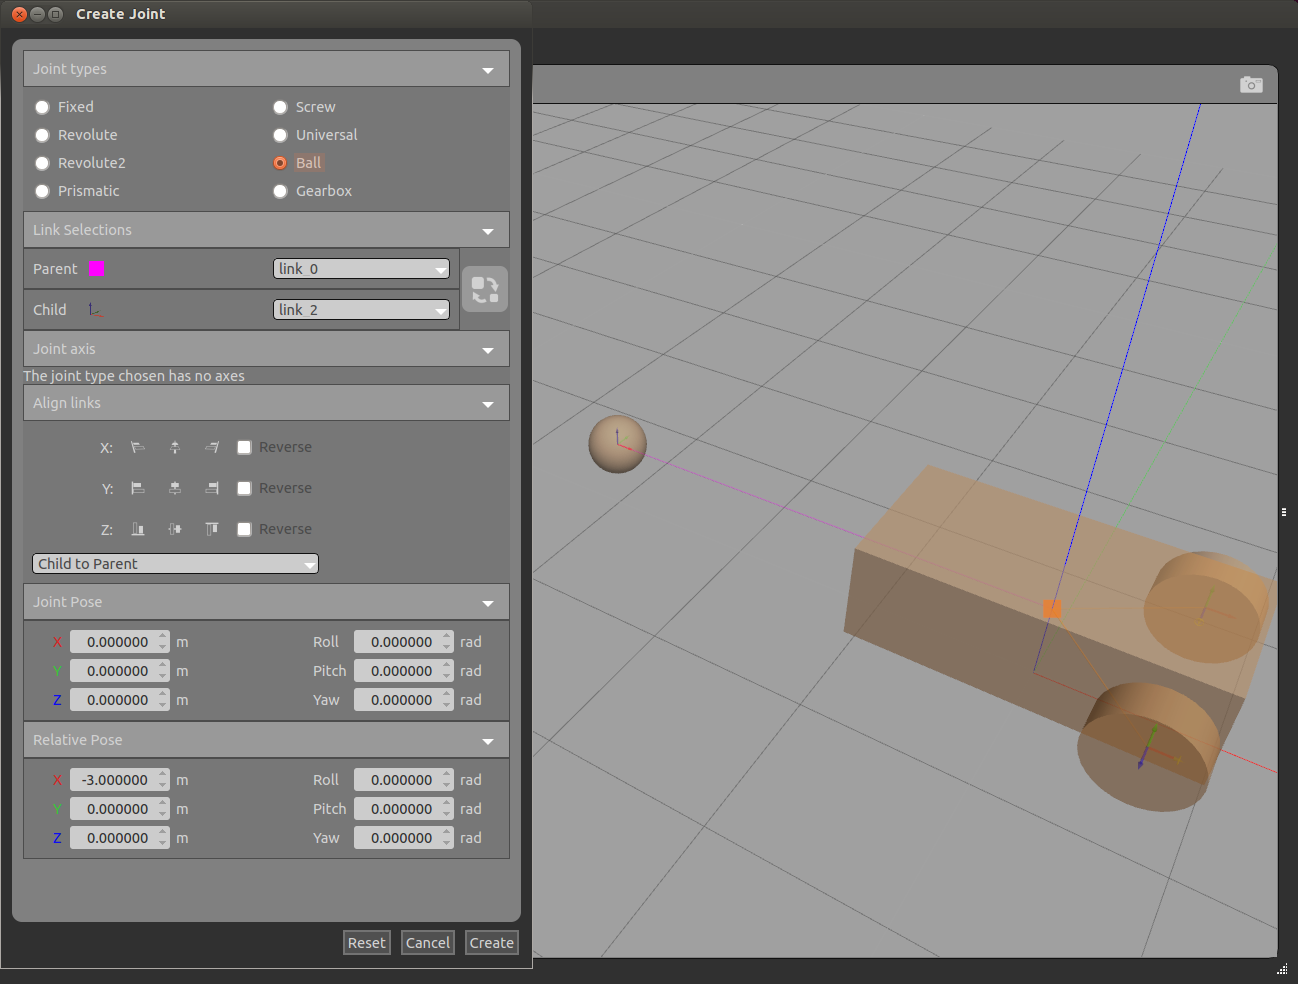 Create Joint
Joint types
Fixed Screw
Revolute Universal
Revolute2 Ball
Prismatic Gearbox
Link Selections
Parent link_0
Child link_2
Joint axis
The joint type chosen has no axes
Align links
X: Reverse
Y: Reverse
Z: Reverse
Child to Parent
Joint Pose
X 0.000000 m Roll 0.000000 rad
Y 0.000000 m Pitch 0.000000 rad
Z 0.000000 m Yaw 0.000000 rad
Relative Pose
X -3.000000 m Roll 0.000000 rad
Y 0.000000 m Pitch 0.000000 rad
Z 0.000000 m Yaw 0.000000 rad
Reset Cancel Create